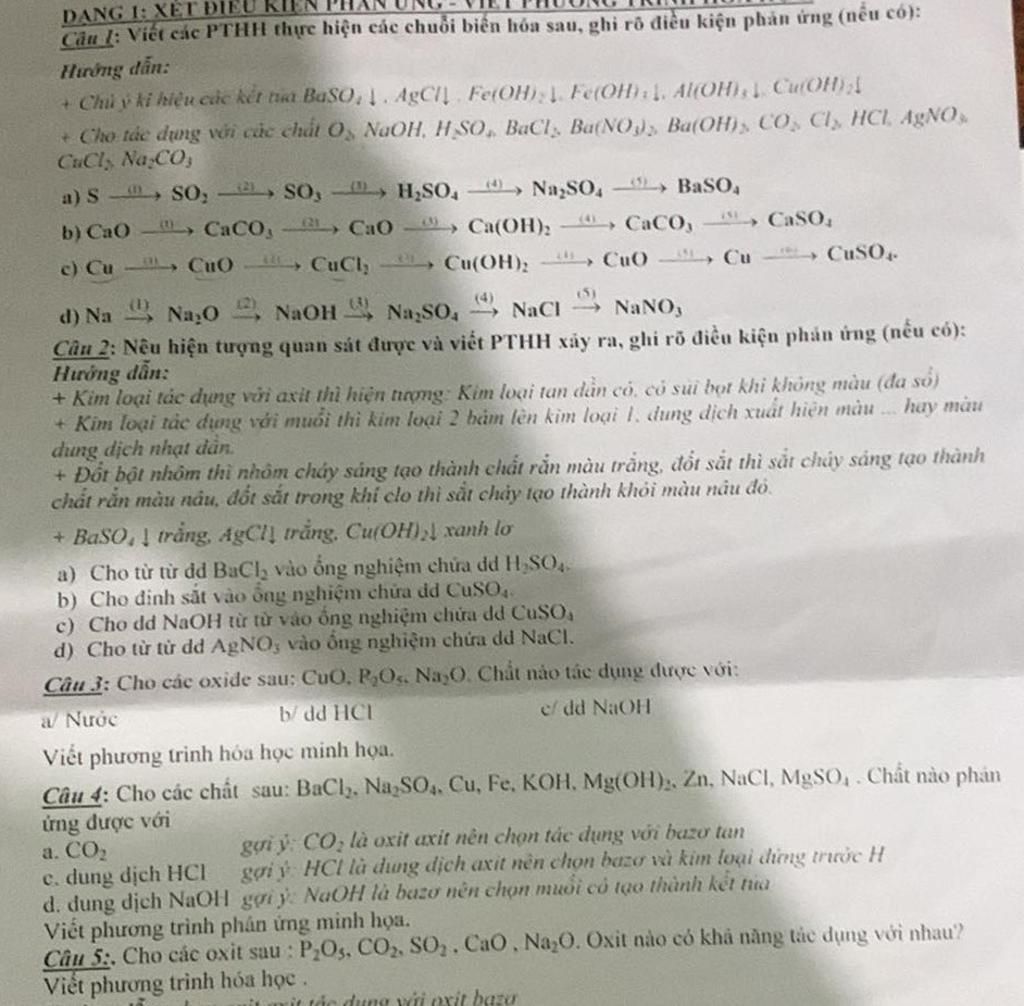 DẠNG 1: XÉT ĐIỀU KIỆN PHẢN ỨNG - VIẾT PHƯƠNG TRÌNH
Câu 1: Viết các PTHH thực hiện các chuỗi biến hóa sau, ghi rõ điều kiện phản ứng (nếu có):
Hướng dẫn:
+ Chú ý kí hiệu các kết tủa BaSO₄↓, AgCl↓, Fe(OH)₂↓, Fe(OH)₃↓, Al(OH)₃↓, Cu(OH)₂↓
+ Cho tác dụng với các chất O₂, NaOH, H₂SO₄, BaCl₂, Ba(NO₃)₂, Ba(OH)₂, CO₂, Cl₂, HCl, AgNO₃,
CuCl₂, Na₂CO₃
a) S —(1)→ SO₂ —(2)→ SO₃ —(3)→ H₂SO₄ —(4)→ Na₂SO₄ —(5)→ BaSO₄
b) CaO —(1)→ CaCO₃ —(2)→ CaO —(3)→ Ca(OH)₂ —(4)→ CaCO₃ —(5)→ CaSO₄
c) Cu —(1)→ CuO —(2)→ CuCl₂ —(3)→ Cu(OH)₂ —(4)→ CuO —(5)→ Cu —(6)→ CuSO₄.
d) Na —(1)→ Na₂O —(2)→ NaOH —(3)→ Na₂SO₄ —(4)→ NaCl —(5)→ NaNO₃
Câu 2: Nêu hiện tượng quan sát được và viết PTHH xảy ra, ghi rõ điều kiện phản ứng (nếu có):
Hướng dẫn:
+ Kim loại tác dụng với axit thì hiện tượng: Kim loại tan dần có, có sủi bọt khí không màu (đa số)
+ Kim loại tác dụng với muối thì kim loại 2 bám lên kim loại 1, dung dịch xuất hiện màu ... hay màu
dung dịch nhạt dần.
+ Đốt bột nhôm thì nhôm cháy sáng tạo thành chất rắn màu trắng, đốt sắt thì sắt cháy sáng tạo thành
chất rắn màu nâu, đốt sắt trong khí clo thì sắt cháy tạo thành khói màu nâu đỏ.
+ BaSO₄↓ trắng, AgCl↓ trắng, Cu(OH)₂↓ xanh lơ
a) Cho từ từ dd BaCl₂ vào ống nghiệm chứa dd H₂SO₄.
b) Cho đinh sắt vào ống nghiệm chứa dd CuSO₄.
c) Cho dd NaOH từ từ vào ống nghiệm chứa dd CuSO₄
d) Cho từ từ dd AgNO₃ vào ống nghiệm chứa dd NaCl.
Câu 3: Cho các oxide sau: CuO, P₂O₅, Na₂O. Chất nào tác dụng được với:
a/ Nước b/ dd HCl c/ dd NaOH
Viết phương trình hóa học minh họa.
Câu 4: Cho các chất sau: BaCl₂, Na₂SO₄, Cu, Fe, KOH, Mg(OH)₂, Zn, NaCl, MgSO₄ . Chất nào phản
ứng được với
a. CO₂ gợi ý: CO₂ là oxit axit nên chọn tác dụng với bazơ tan
c. dung dịch HCl gợi ý: HCl là dung dịch axit nên chọn bazơ và kim loại đứng trước H
d. dung dịch NaOH gợi ý: NaOH là bazơ nên chọn muối có tạo thành kết tủa
Viết phương trình phản ứng minh họa.
Câu 5:. Cho các oxit sau : P₂O₅, CO₂, SO₂ , CaO , Na₂O. Oxit nào có khả năng tác dụng với nhau?
Viết phương trình hóa học .
oxit axit tác dụng với oxit bazơ